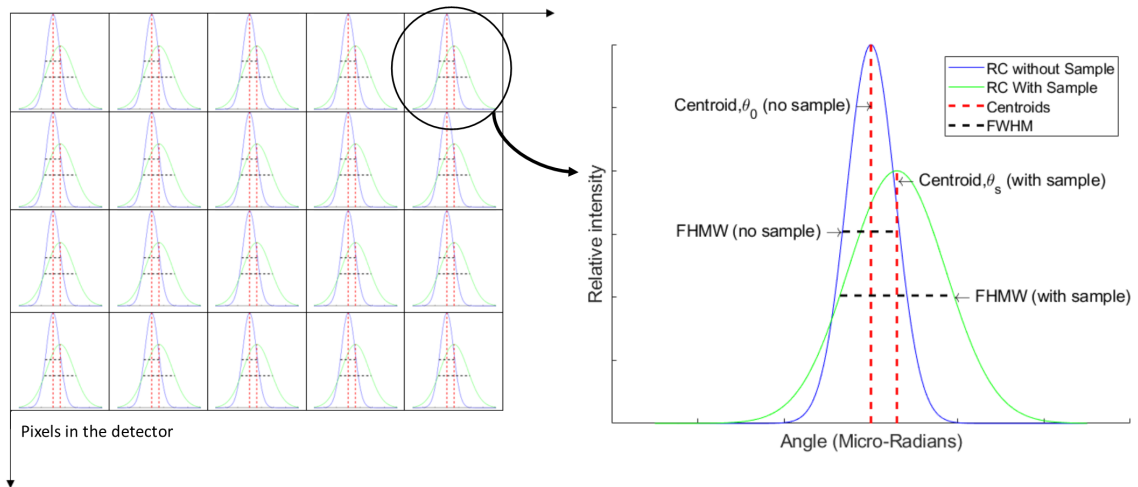 RC without Sample
RC With Sample
Centroids
FWHM
Centroid,θ0 (no sample)
Centroid,θs (with sample)
FHMW (no sample)
FHMW (with sample)
Relative intensity
Angle (Micro-Radians)
Pixels in the detector